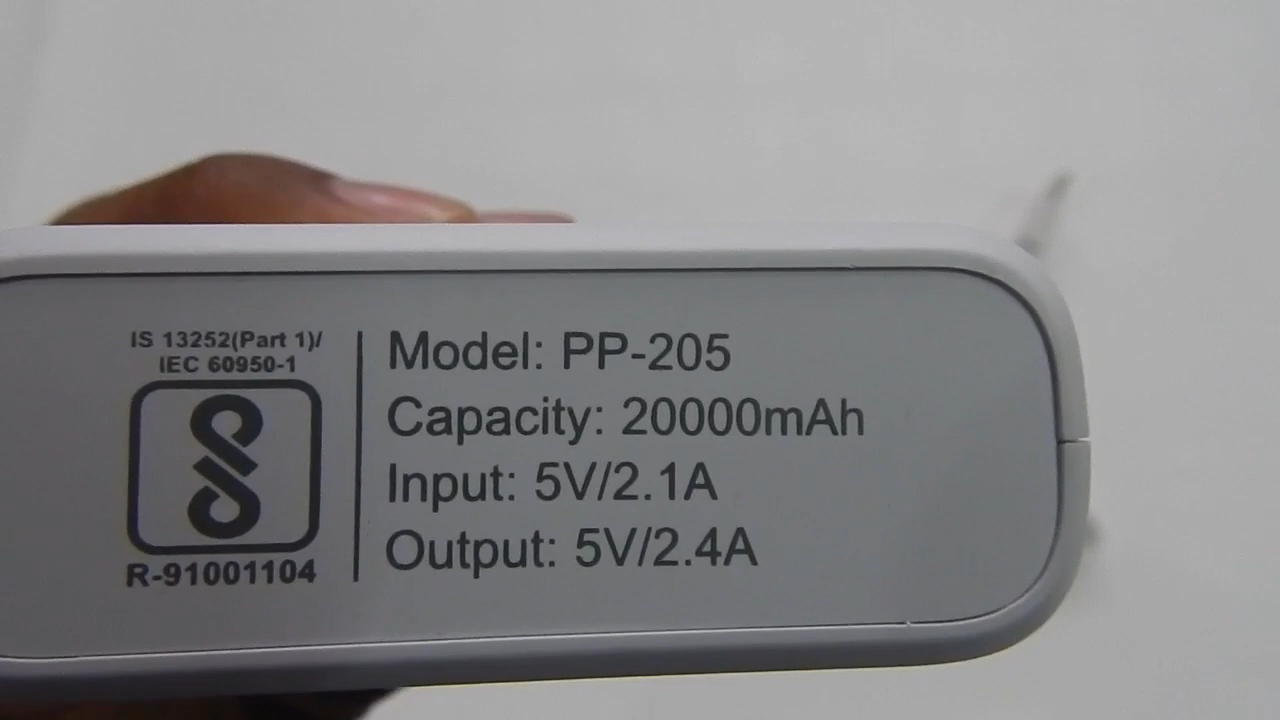 IS 13252(Part 1)/
IEC 60950-1
R-91001104
Model: PP-205
Capacity: 20000mAh
Input: 5V/2.1A
Output: 5V/2.4A